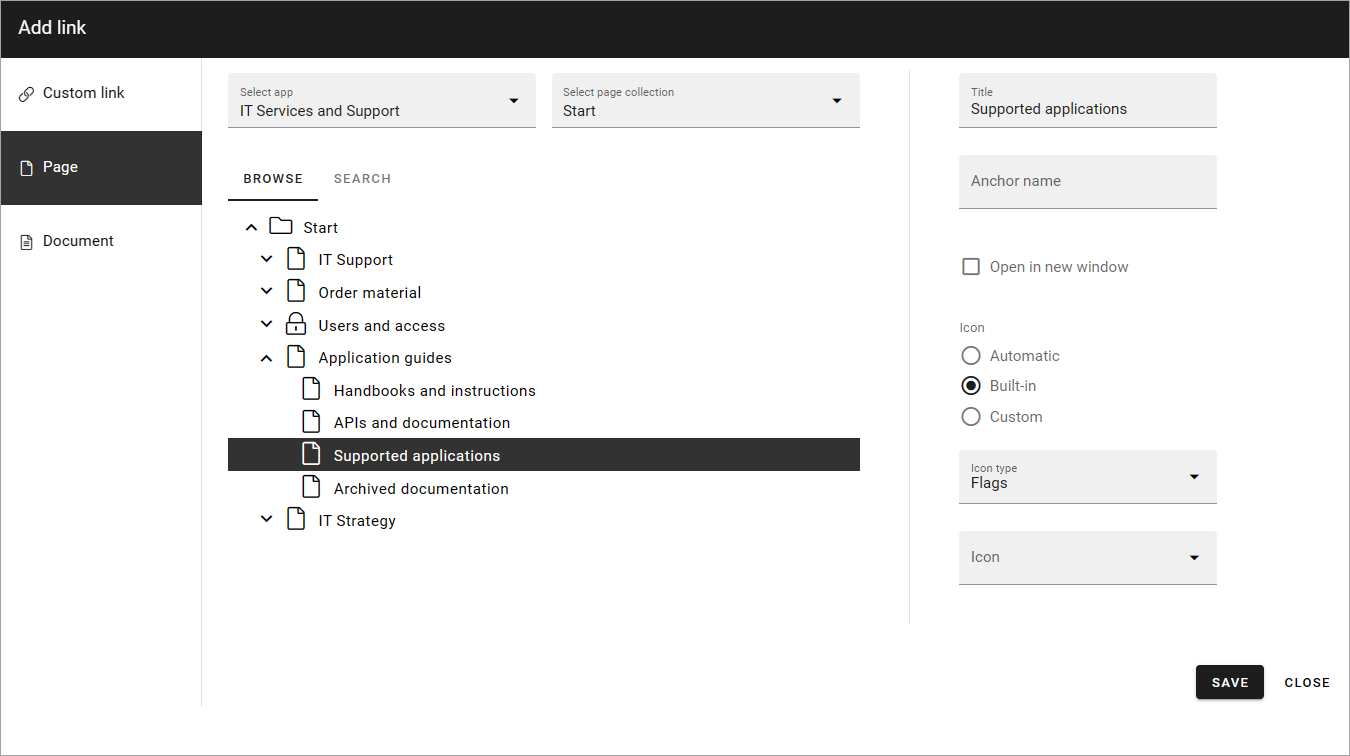 Add link
Custom link
Page
Document
Select app
IT Services and Support
Select page collection
Start
BROWSE
SEARCH
Start
IT Support
Order material
Users and access
Application guides
Handbooks and instructions
APIs and documentation
Supported applications
Archived documentation
IT Strategy
Title
Supported applications
Anchor name
Open in new window
Icon
Automatic
Built-in
Custom
Icon type
Flags
Icon
SAVE
CLOSE